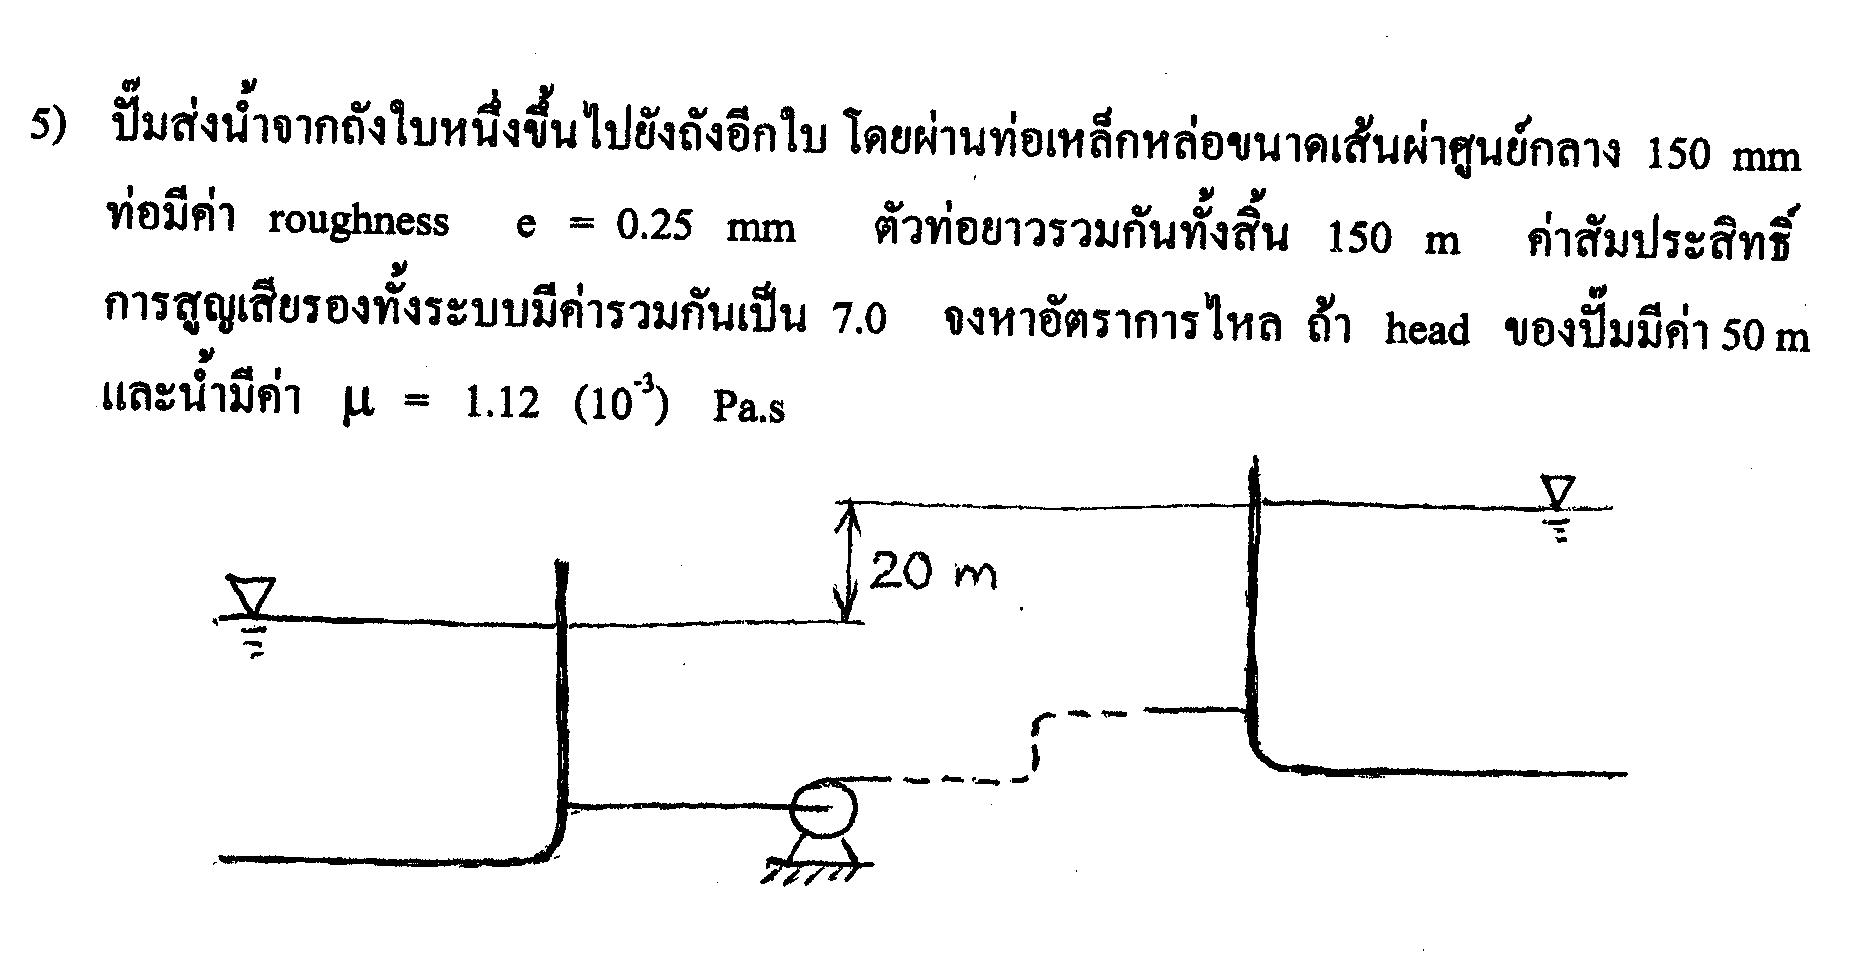 5) ปั๊มส่งน้ำจากถังใบหนึ่งขึ้นไปยังถังอีกใบ โดยผ่านท่อเหล็กหล่อขนาดเส้นผ่าศูนย์กลาง 150 mm
ท่อมีค่า roughness e = 0.25 mm ตัวท่อยาวรวมกันทั้งสิ้น 150 m ค่าสัมประสิทธิ์
การสูญเสียรองทั้งระบบมีค่ารวมกันเป็น 7.0 จงหาอัตราการไหล ถ้า head ของปั๊มมีค่า 50 m
และน้ำมีค่า μ = 1.12 (10⁻³) Pa.s
20 m